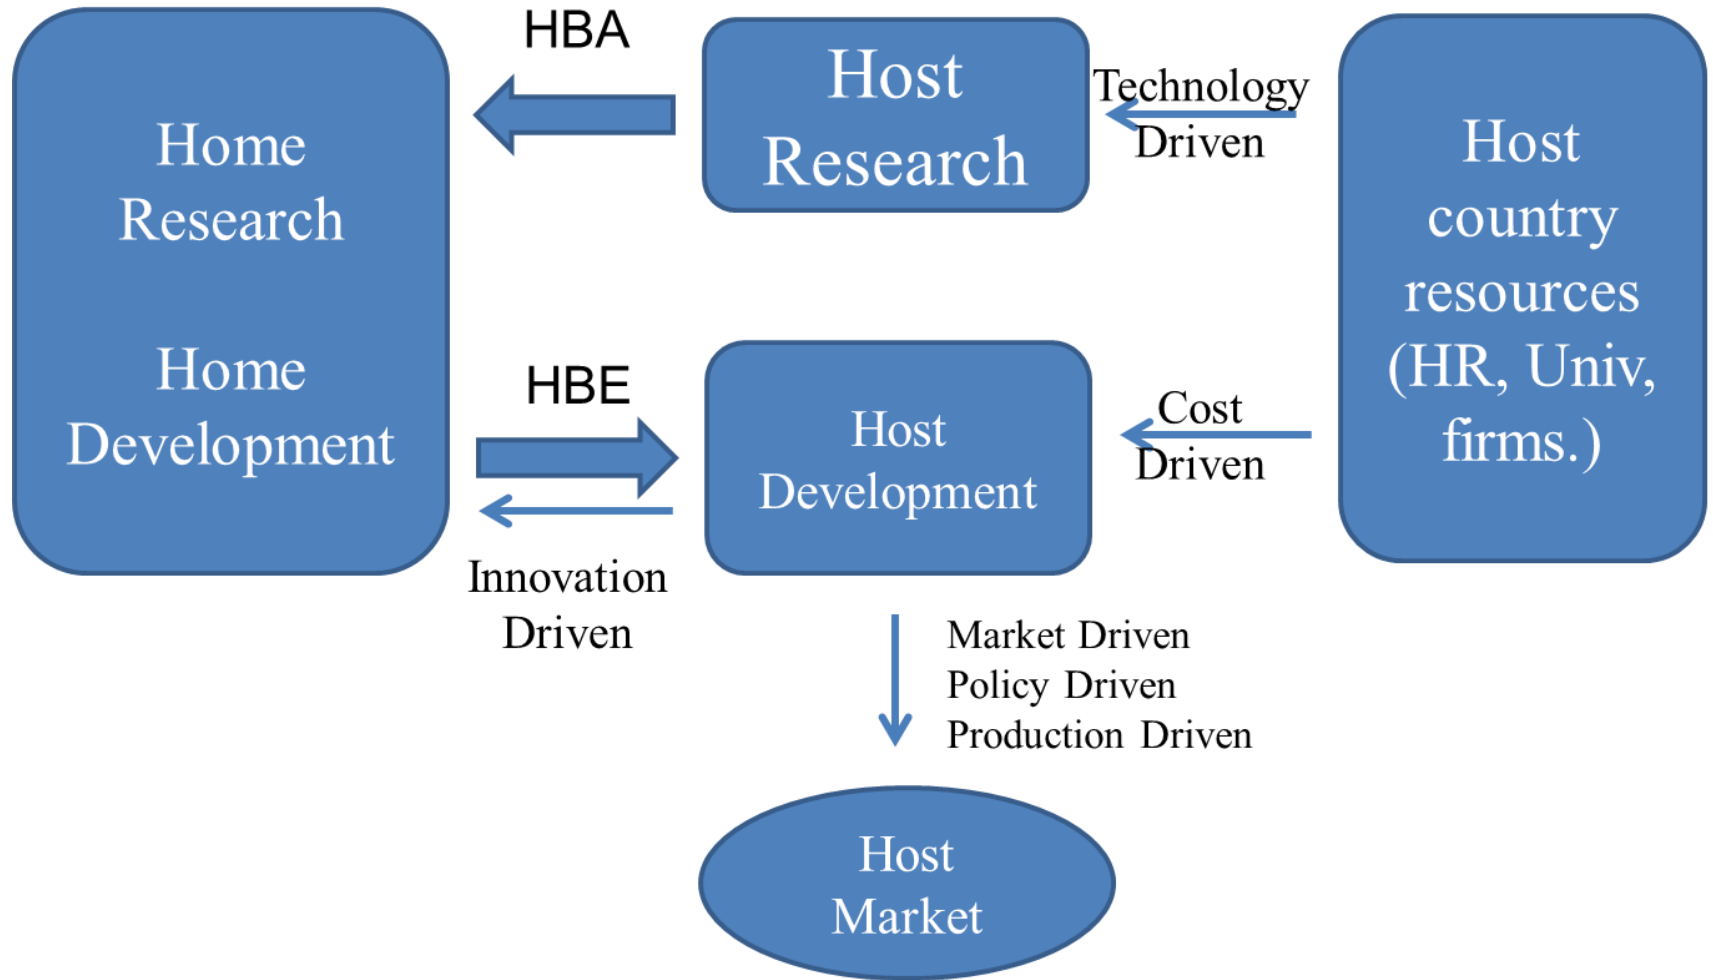 Home
Research
Home
Development
HBA
Host
Research
Technology
Driven
Host
country
resources
(HR, Univ,
firms.)
HBE
Innovation
Driven
Host
Development
Cost
Driven
Market Driven
Policy Driven
Production Driven
Host
Market